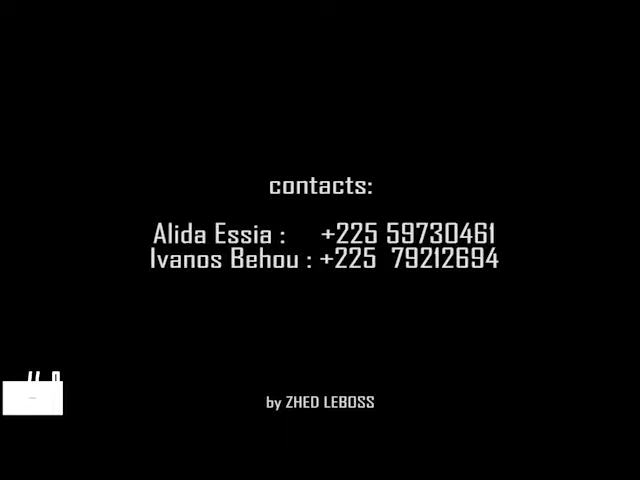 contacts:
Alida Essia : +225 59730461
Ivanos Behou : +225 79212694
by ZHED LEBOSS